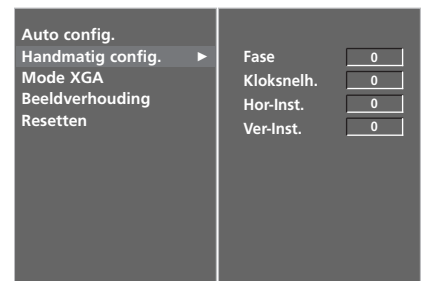 Auto config.
Handmatig config. ►
Mode XGA
Beeldverhouding
Resetten
Fase 0
Kloksnelh. 0
Hor-Inst. 0
Ver-Inst. 0